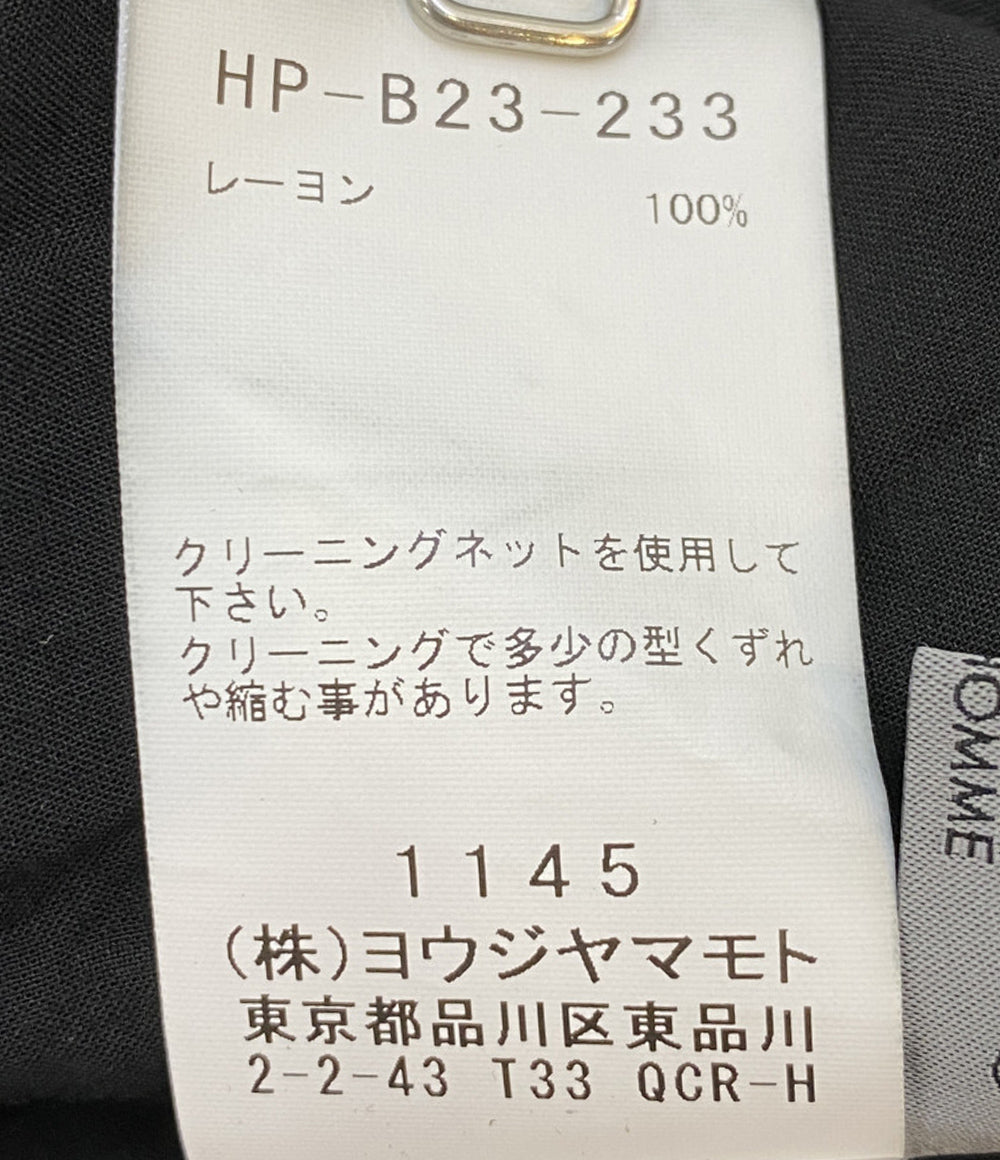 HP-B23-233
レーヨン 100%
クリーニングネットを使用して
下さい。
クリーニングで多少の型くずれ
や縮む事があります。
1145
(株)ヨウジヤマモト
東京都品川区東品川
2-2-43 T33 QCR-H
HOMME